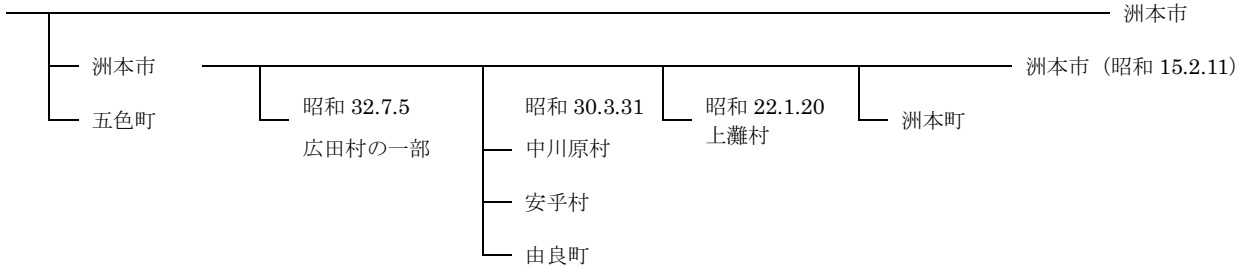 洲本市
洲本市
洲本市（昭和 15.2.11）
五色町
昭和 32.7.5
広田村の一部
昭和 30.3.31
中川原村
安乎村
由良町
昭和 22.1.20
上灘村
洲本町